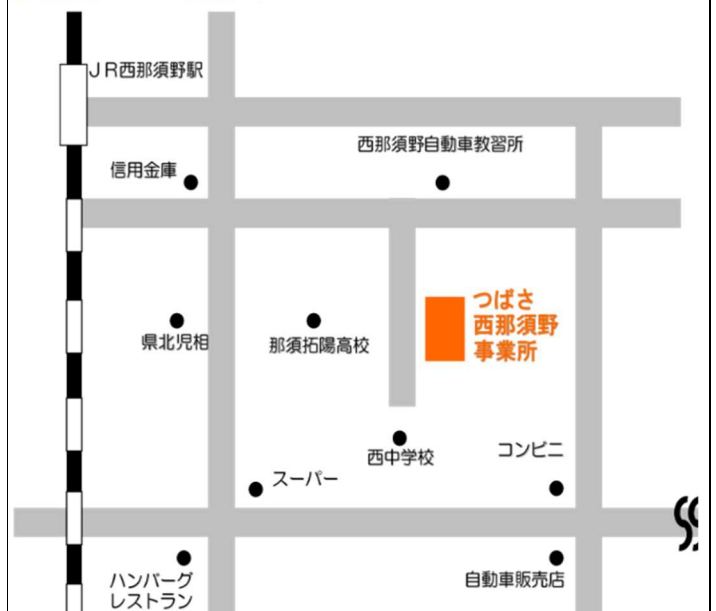 ＪＲ西那須野駅
西那須野自動車教習所
信用金庫
つばさ
西那須野
事業所
県北児相
那須拓陽高校
西中学校
コンビニ
スーパー
ハンバーグ
レストラン
自動車販売店